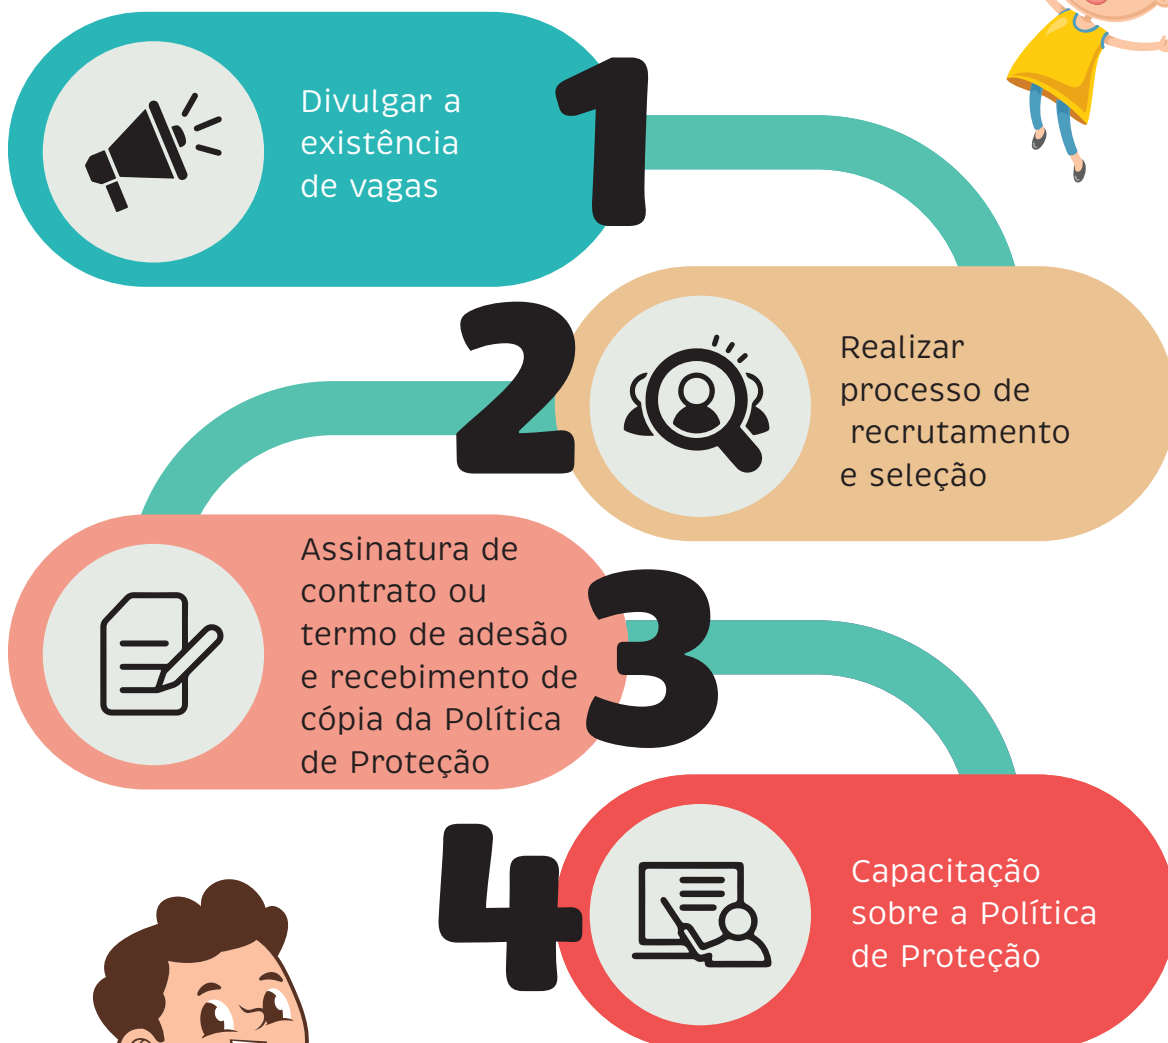 1
Divulgar a
existência
de vagas
2
Realizar
processo de
recrutamento
e seleção
3
Assinatura de
contrato ou
termo de adesão
e recebimento de
cópia da Política
de Proteção
4
Capacitação
sobre a Política
de Proteção